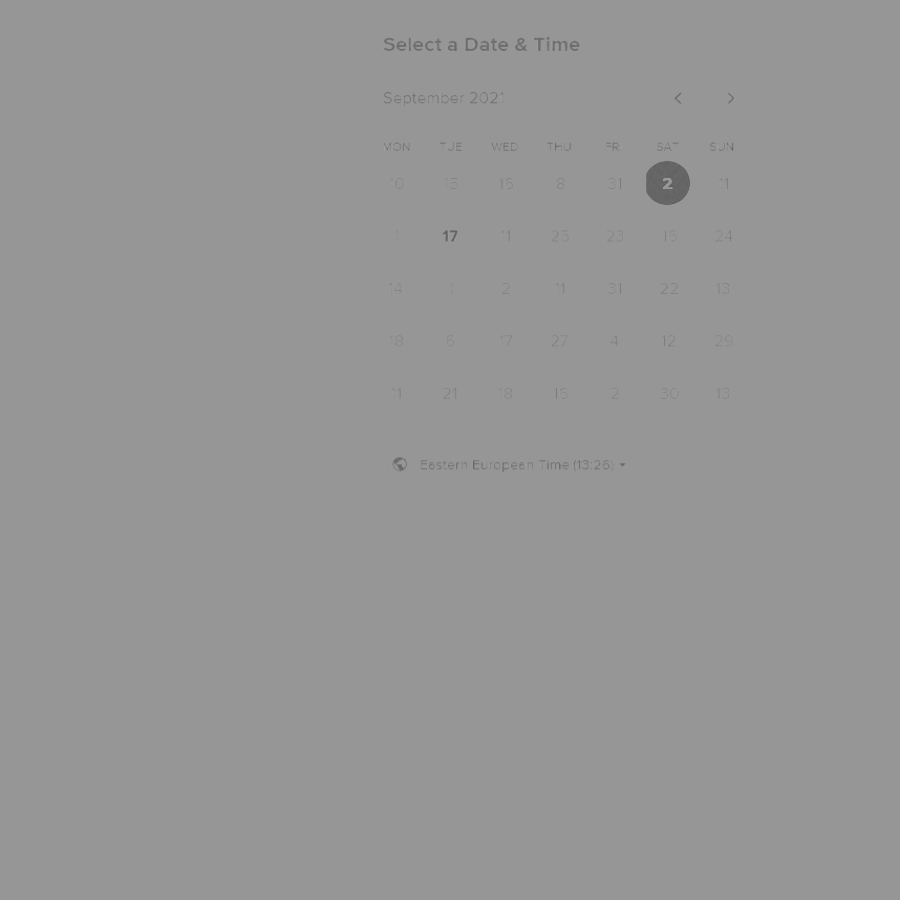 Select a Date & Time
September 2021
MON TUE WED THU FRI SAT SUN
10 15 16 8 31 2 11
1 17 11 25 23 15 24
14 1 2 11 31 22 13
18 6 17 27 4 12 29
11 21 18 15 2 30 13
Eastern European Time (13:26)